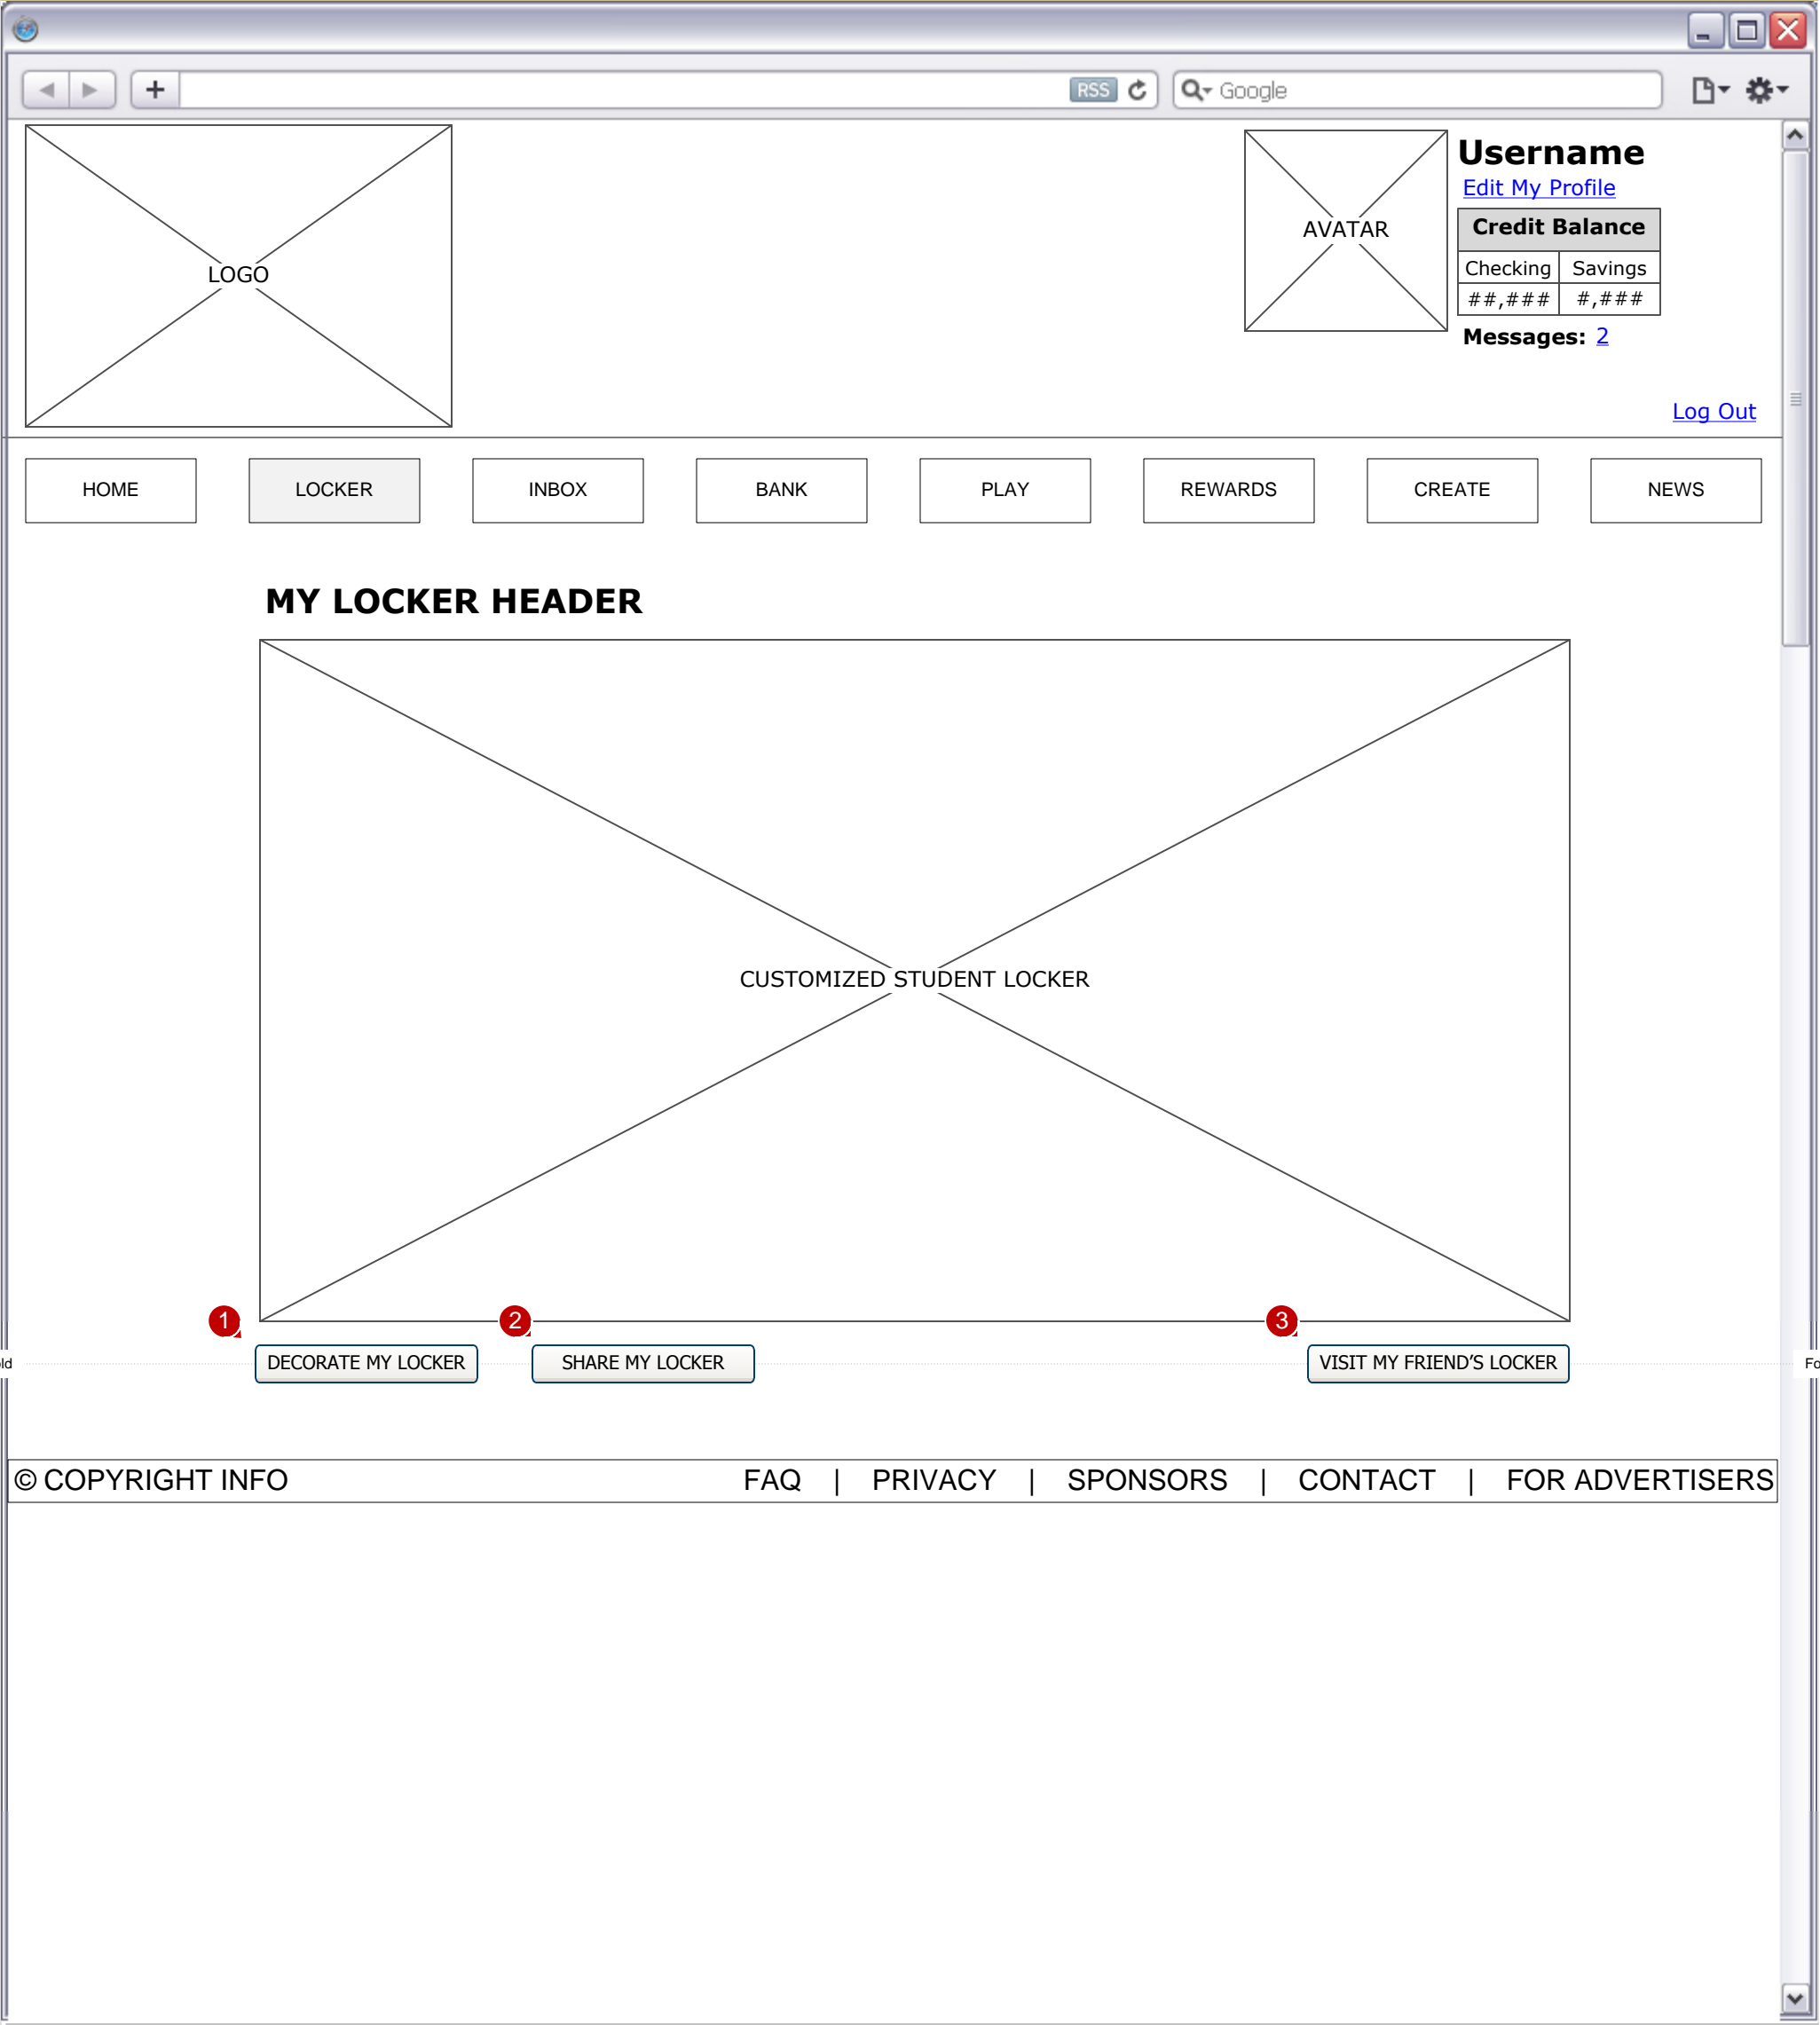 RSS
Google
LOGO
AVATAR
Username
Edit My Profile
Credit Balance
Checking Savings
##,### #,###
Messages: 2
Log Out
HOME LOCKER INBOX BANK PLAY REWARDS CREATE NEWS
MY LOCKER HEADER
CUSTOMIZED STUDENT LOCKER
1 2 3
ld DECORATE MY LOCKER SHARE MY LOCKER VISIT MY FRIEND’S LOCKER Fo
© COPYRIGHT INFO FAQ | PRIVACY | SPONSORS | CONTACT | FOR ADVERTISERS